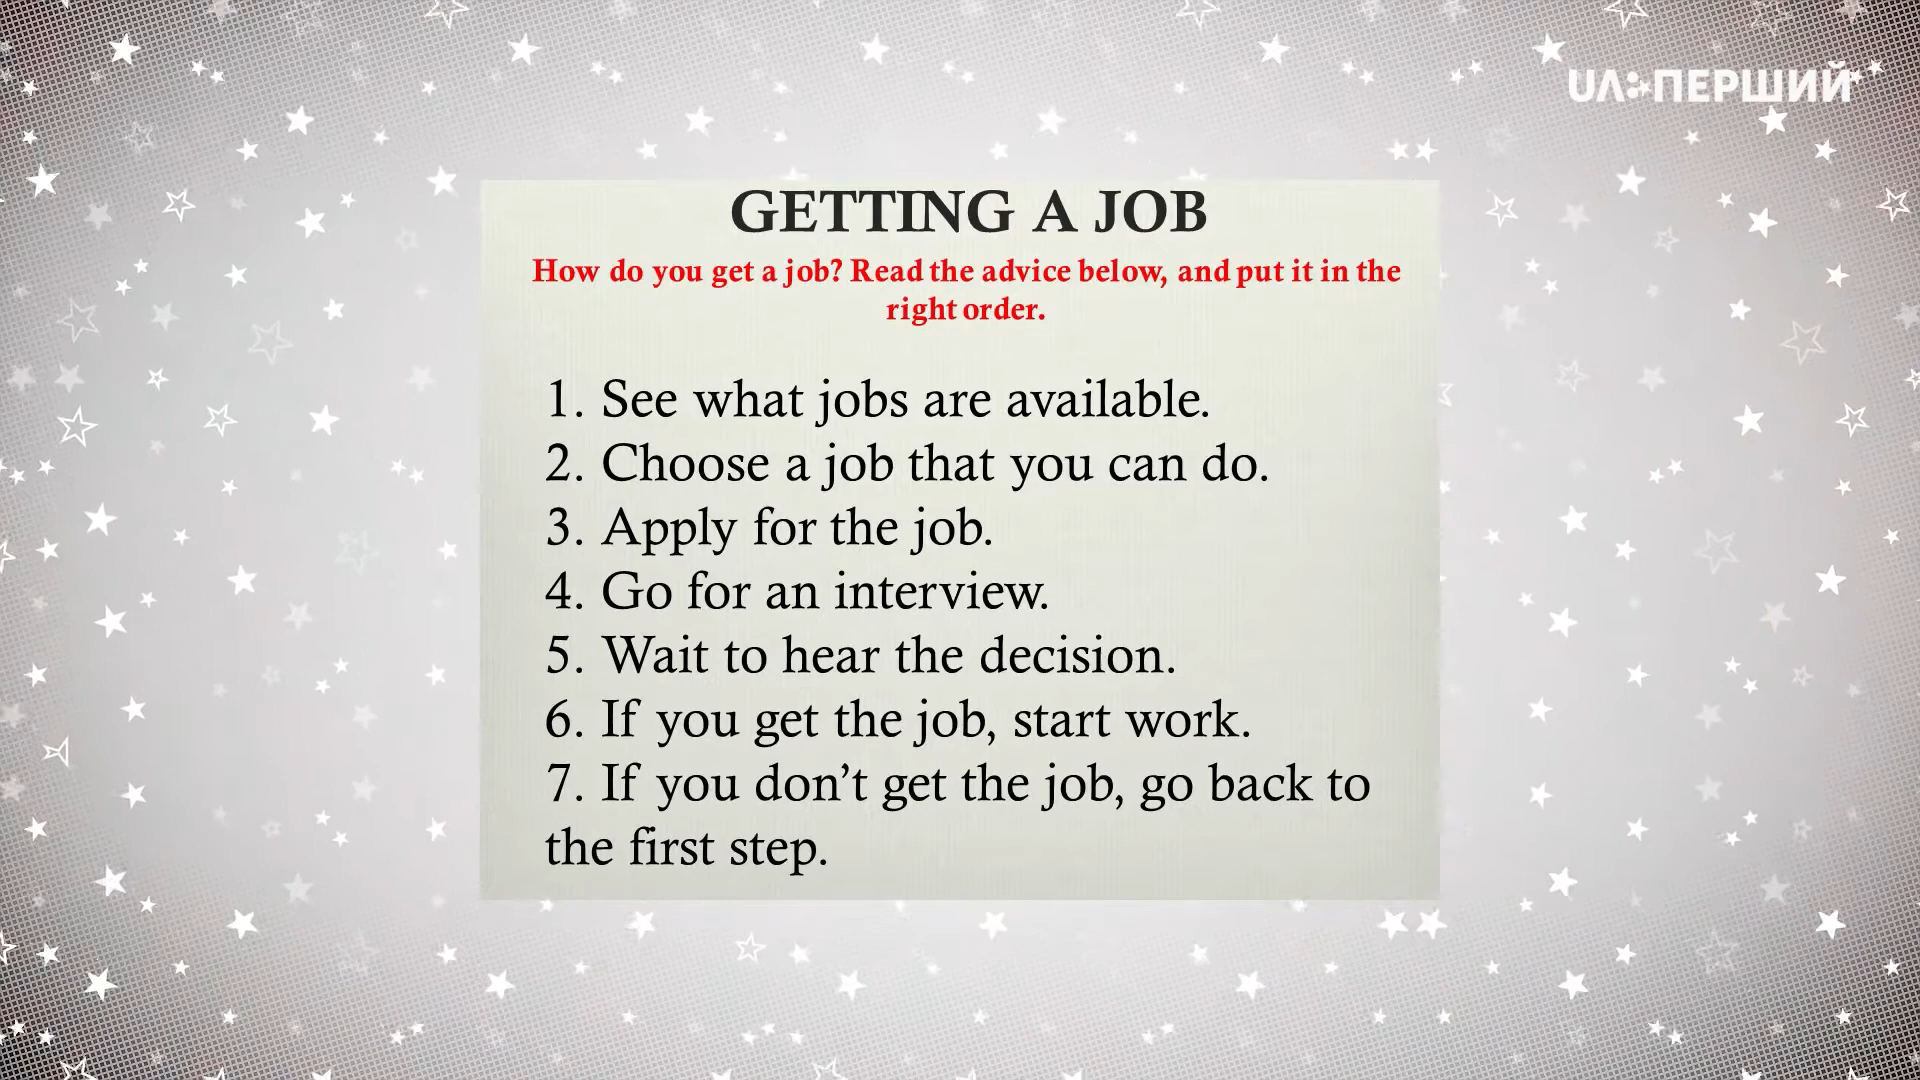 UA:ПЕРШИЙ
GETTING A JOB
How do you get a job? Read the advice below, and put it in the
right order.
1. See what jobs are available.
2. Choose a job that you can do.
3. Apply for the job.
4. Go for an interview.
5. Wait to hear the decision.
6. If you get the job, start work.
7. If you don’t get the job, go back to
the first step.